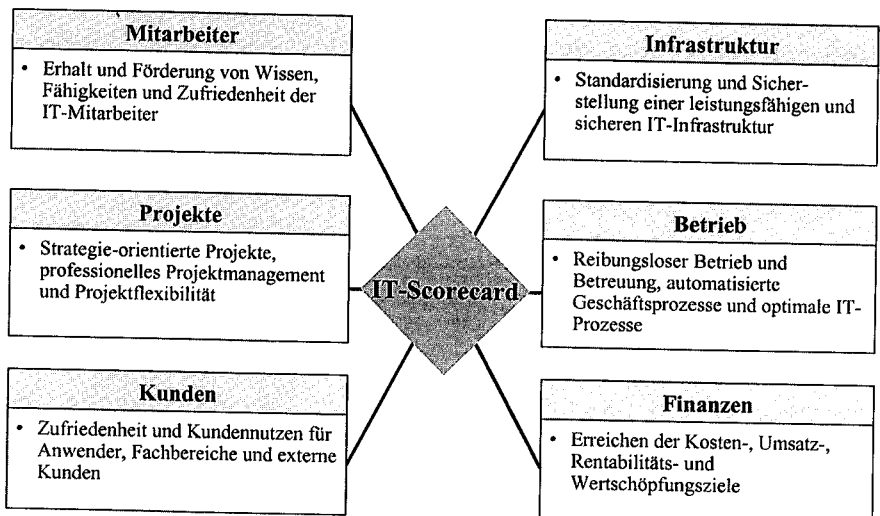 Mitarbeiter
• Erhalt und Förderung von Wissen,
Fähigkeiten und Zufriedenheit der
IT-Mitarbeiter
Infrastruktur
• Standardisierung und Sicher-
stellung einer leistungsfähigen und
sicheren IT-Infrastruktur
Projekte
• Strategie-orientierte Projekte,
professionelles Projektmanagement
und Projektflexibilität
IT-Scorecard
Betrieb
• Reibungsloser Betrieb und
Betreuung, automatisierte
Geschäftsprozesse und optimale IT-
Prozesse
Kunden
• Zufriedenheit und Kundennutzen für
Anwender, Fachbereiche und externe
Kunden
Finanzen
• Erreichen der Kosten-, Umsatz-,
Rentabilitäts- und
Wertschöpfungsziele